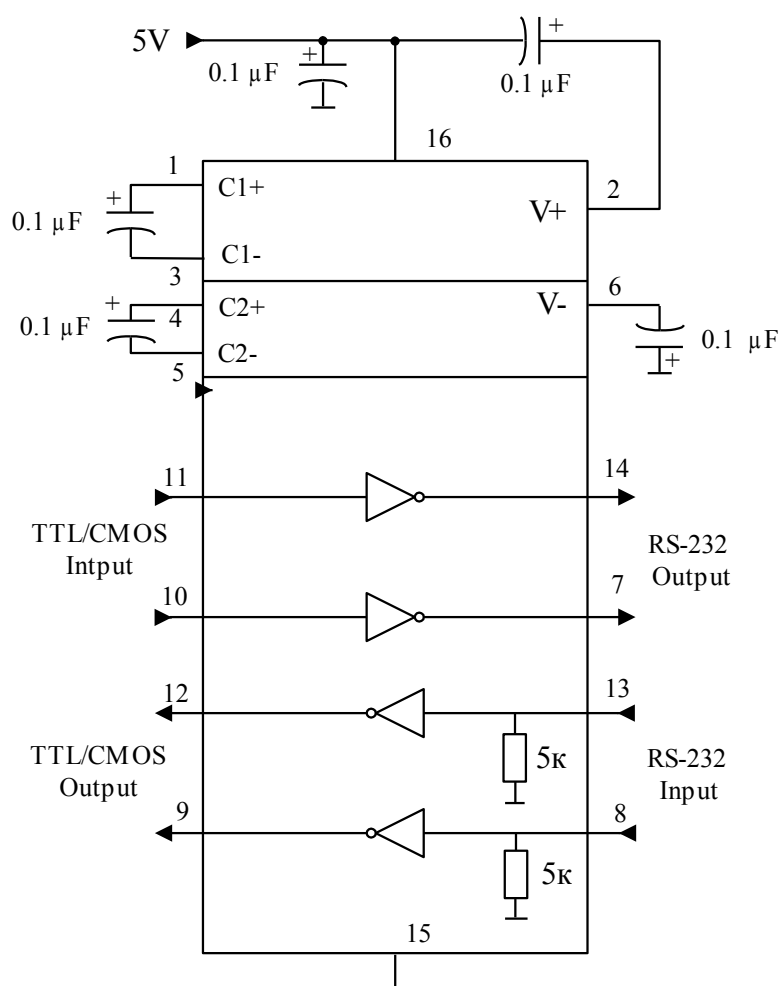 5V
+
0.1 µF
+
0.1 µF
16
1
C1+
+
0.1 µF
C1-
3
2
V+
C2+
4
+
0.1 µF
C2-
5
6
V-
0.1 µF
+
11
14
TTL/CMOS
Intput
RS-232
Output
10
7
12
13
TTL/CMOS
Output
5к
RS-232
Input
9
8
5к
15